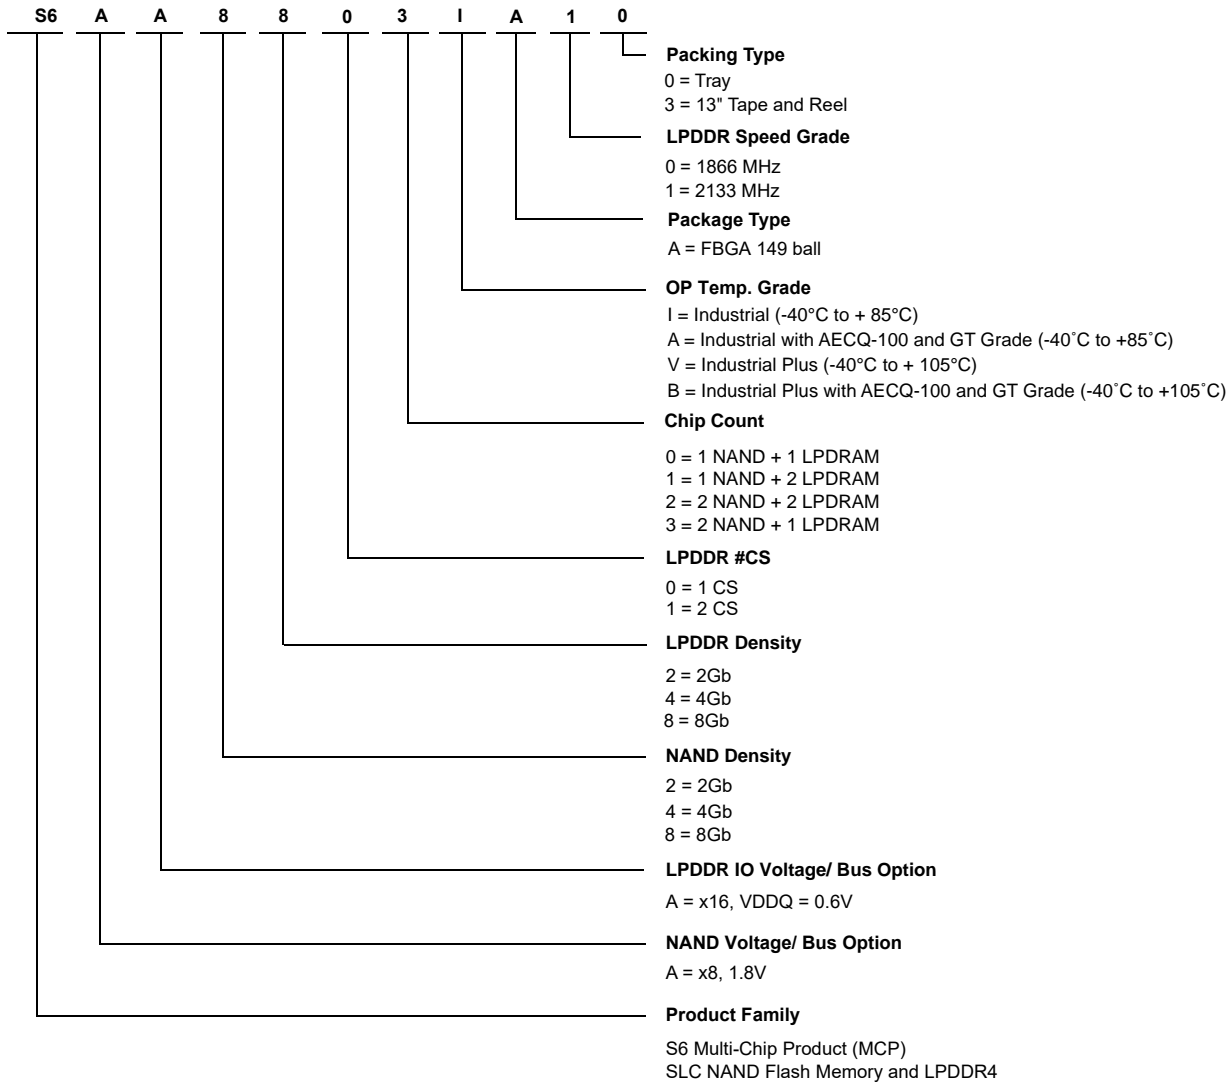 S6 A A 8 8 0 3 I A 1 0
Packing Type
0 = Tray
3 = 13" Tape and Reel
LPDDR Speed Grade
0 = 1866 MHz
1 = 2133 MHz
Package Type
A = FBGA 149 ball
OP Temp. Grade
I = Industrial (-40°C to + 85°C)
A = Industrial with AECQ-100 and GT Grade (-40˚C to +85˚C)
V = Industrial Plus (-40°C to + 105°C)
B = Industrial Plus with AECQ-100 and GT Grade (-40˚C to +105˚C)
Chip Count
0 = 1 NAND + 1 LPDRAM
1 = 1 NAND + 2 LPDRAM
2 = 2 NAND + 2 LPDRAM
3 = 2 NAND + 1 LPDRAM
LPDDR #CS
0 = 1 CS
1 = 2 CS
LPDDR Density
2 = 2Gb
4 = 4Gb
8 = 8Gb
NAND Density
2 = 2Gb
4 = 4Gb
8 = 8Gb
LPDDR IO Voltage/ Bus Option
A = x16, VDDQ = 0.6V
NAND Voltage/ Bus Option
A = x8, 1.8V
Product Family
S6 Multi-Chip Product (MCP)
SLC NAND Flash Memory and LPDDR4